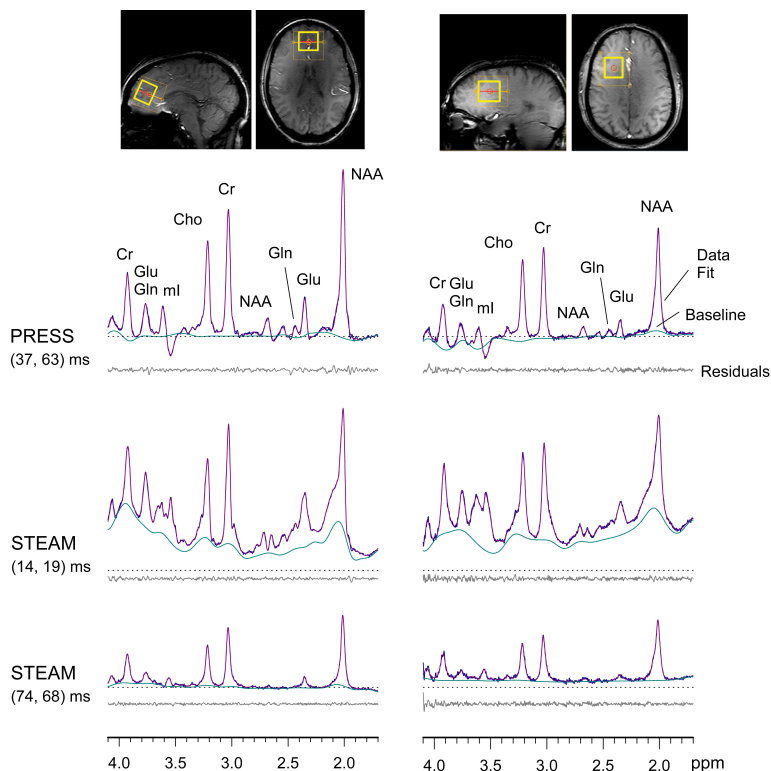 NAA
Cr
Cho
Cr
Glu
Gln
mI
NAA
Gln
Glu
NAA
Cr
Cho
Gln
Glu
NAA
Cr
Glu
Gln
mI
Data
Fit
Baseline
PRESS
(37, 63) ms
Residuals
STEAM
(14, 19) ms
STEAM
(74, 68) ms
4.0 3.5 3.0 2.5 2.0
4.0 3.5 3.0 2.5 2.0 ppm